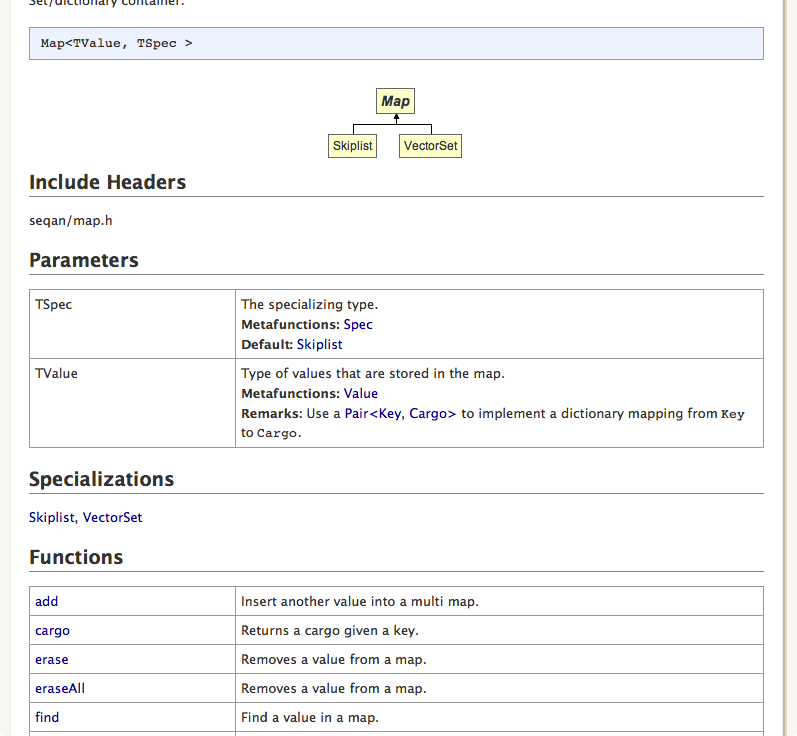 Set/dictionary container.
Map<TValue, TSpec >
Map
Skiplist VectorSet
Include Headers
seqan/map.h
Parameters
TSpec The specializing type.
Metafunctions: Spec
Default: Skiplist
TValue Type of values that are stored in the map.
Metafunctions: Value
Remarks: Use a Pair<Key, Cargo> to implement a dictionary mapping from Key
to Cargo.
Specializations
Skiplist, VectorSet
Functions
add Insert another value into a multi map.
cargo Returns a cargo given a key.
erase Removes a value from a map.
eraseAll Removes a value from a map.
find Find a value in a map.